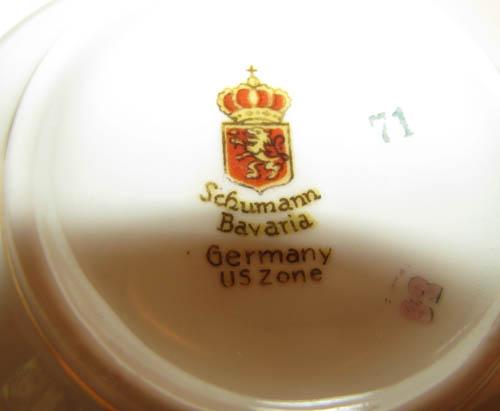 71
Schumann
Bavaria
Germany
US Zone